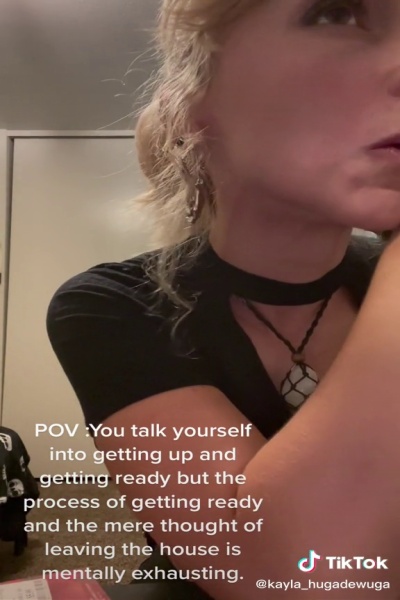 POV :You talk yourself
into getting up and
getting ready but the
process of getting ready
and the mere thought of
leaving the house is
mentally exhausting.
TikTok
@kayla_hugadewuga